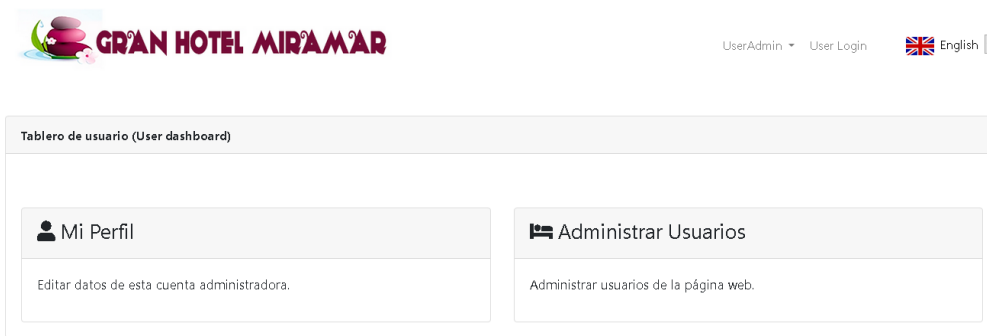 GRAN HOTEL MIRAMAR
UserAdmin User Login English
Tablero de usuario (User dashboard)
Mi Perfil
Administrar Usuarios
Editar datos de esta cuenta administradora.
Administrar usuarios de la página web.